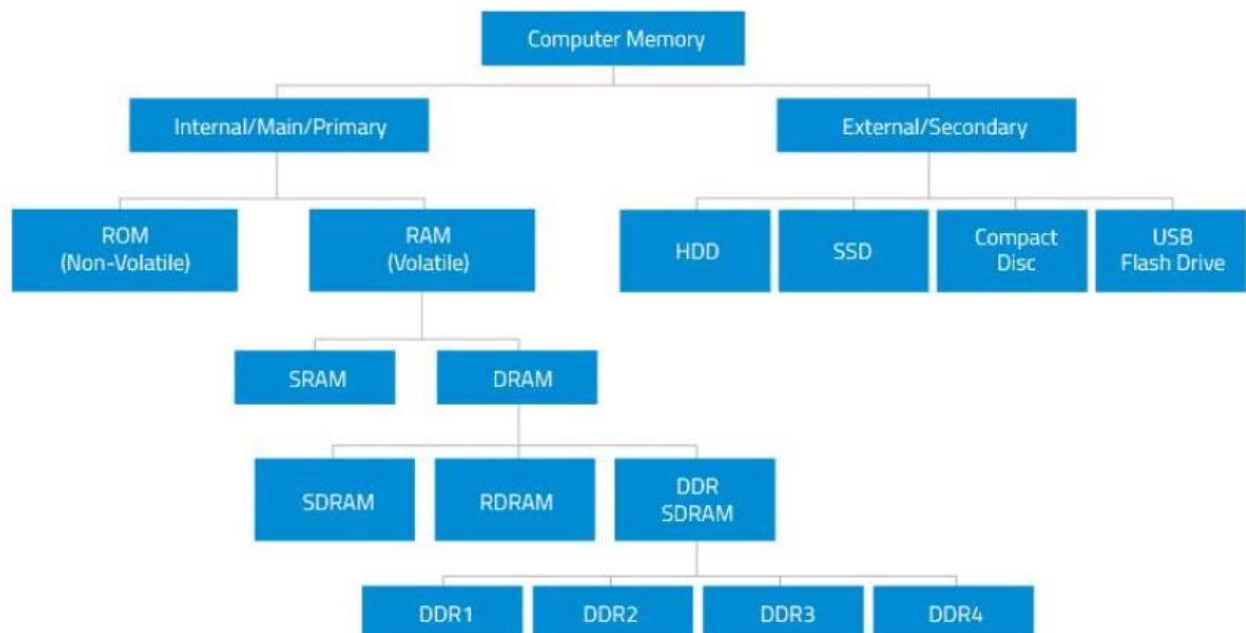 Computer Memory
Internal/Main/Primary
External/Secondary
ROM
(Non-Volatile)
RAM
(Volatile)
HDD
SSD
Compact
Disc
USB
Flash Drive
SRAM
DRAM
SDRAM
RDRAM
DDR
SDRAM
DDR1
DDR2
DDR3
DDR4